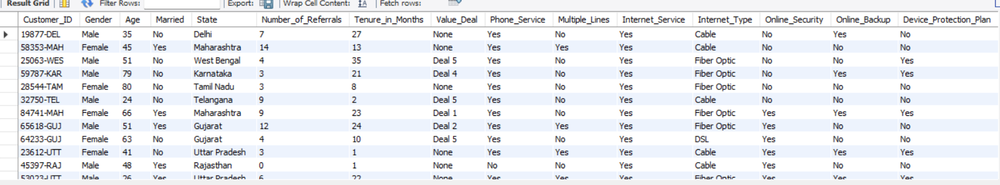 Result Grid Filter Rows: Export: Wrap Cell Content: Fetch rows:
Customer_ID Gender Age Married State Number_of_Referrals Tenure_in_Months Value_Deal Phone_Service Multiple_Lines Internet_Service Internet_Type Online_Security Online_Backup Device_Protection_Plan
19877-DEL Male 35 No Delhi 7 27 None Yes No Yes Cable No Yes No
58353-MAH Female 45 Yes Maharashtra 14 13 None Yes Yes Yes Cable No No No
25063-WES Male 51 No West Bengal 4 35 Deal 5 Yes No Yes Fiber Optic No No Yes
59787-KAR Male 79 No Karnataka 3 21 Deal 4 Yes No Yes Fiber Optic No Yes Yes
28544-TAM Female 80 No Tamil Nadu 3 8 None Yes No Yes Fiber Optic No No No
32750-TEL Male 24 No Telangana 9 2 Deal 5 Yes No Yes Cable No No No
84741-MAH Female 66 Yes Maharashtra 9 23 Deal 1 Yes No Yes Fiber Optic Yes Yes Yes
65618-GUJ Male 51 Yes Gujarat 12 24 Deal 2 Yes Yes Yes Fiber Optic Yes No No
64233-GUJ Female 63 No Gujarat 4 10 Deal 5 Yes No Yes DSL No Yes No
23612-UTT Female 41 No Uttar Pradesh 3 1 None Yes Yes Yes Cable Yes Yes Yes
45397-RAJ Male 48 Yes Rajasthan 0 1 None No No Yes Cable Yes No No
53023-UTT Male 26 Yes Uttar Pradesh 6 22 None Yes Yes Yes Fiber Optic Yes Yes Yes